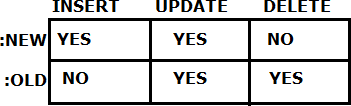 INSERT UPDATE DELETE
:NEW YES YES NO
:OLD NO YES YES